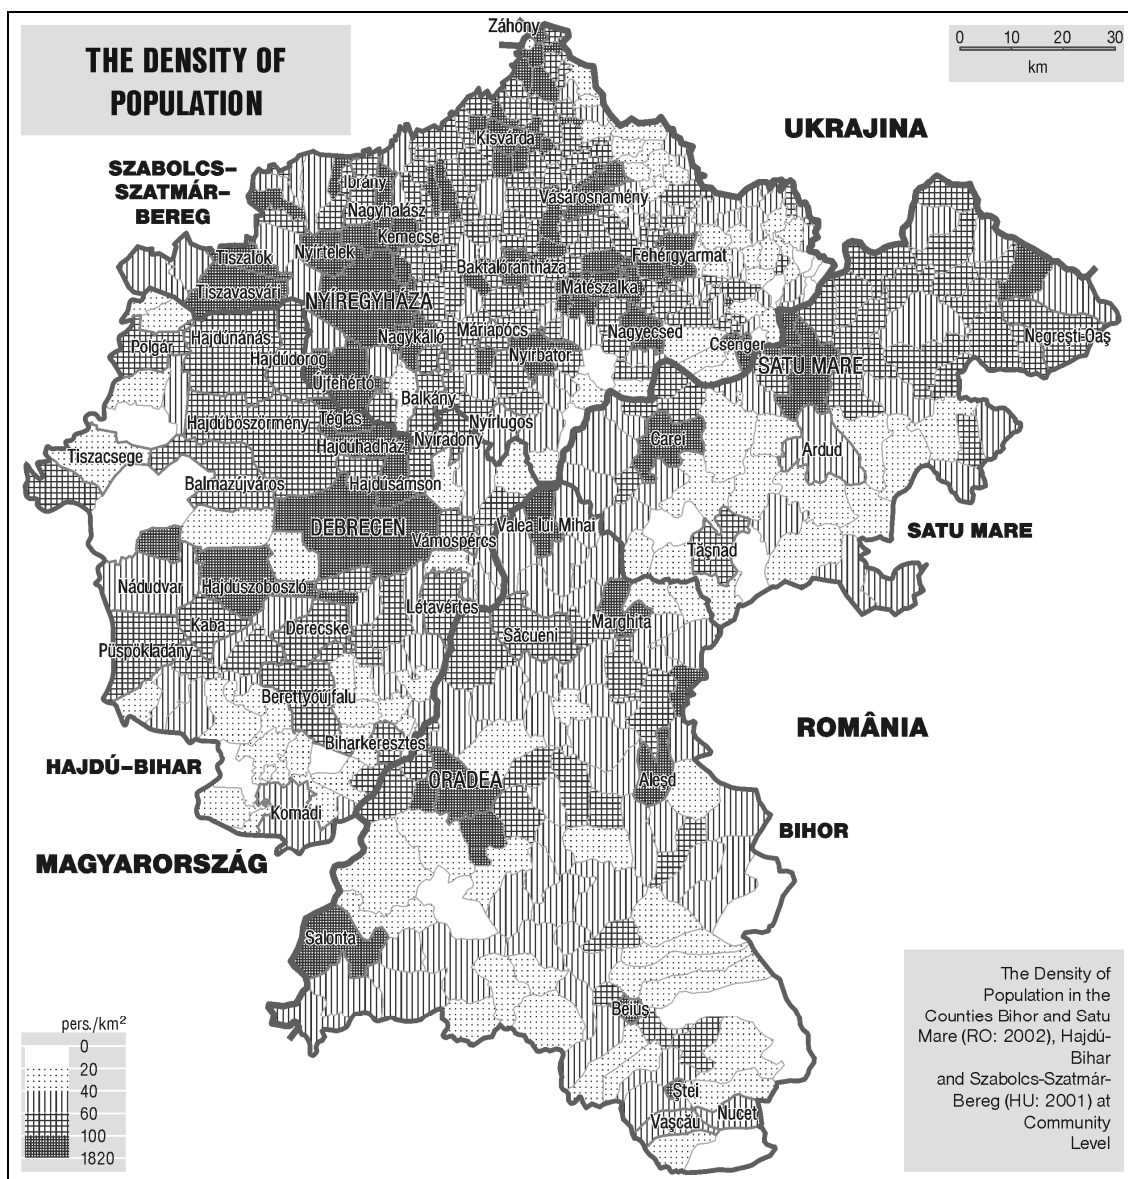 THE DENSITY OF
POPULATION
Záhony
0 10 20 30
km
UKRAJINA
Kisvárda
SZABOLCS–
SZATMÁR–
BEREG
Ibrány
Vásárosnamény
Nagyhalász
Kemecse
Nyírtelek
Fehérgyarmat
Tiszalök
Baktalórántháza
Mátészalka
Tiszavasvári
NYÍREGYHÁZA
Nagykálló
Máriapócs
Nagyecsed
Negreşti-Oaş
Hajdúnánás
Polgár
Csenger
Hajdúdorog
Nyírbátor
SATU MARE
Újfehértó
Balkány
Hajdúböszörmény
Téglás
Nyírlugos
Hajdúhadház
Nyíradony
Carei
Ardud
Tiszacsege
Balmazújváros
Hajdúsámson
DEBRECEN
Valea lui Mihai
Vámospércs
SATU MARE
Tăşnad
Nádudvar
Hajdúszoboszló
Létavértes
Kaba
Derecske
Săcueni
Marghita
Püspökladány
Berettyóújfalu
ROMÂNIA
Biharkeresztes
HAJDÚ–BIHAR
ORADEA
Aleşd
Komádi
BIHOR
MAGYARORSZÁG
Salonta
Beiuş
Ştei
Nucet
Vaşcău
pers./km²
0
20
40
60
100
1820
The Density of
Population in the
Counties Bihor and Satu
Mare (RO: 2002), Hajdú-
Bihar
and Szabolcs-Szatmár-
Bereg (HU: 2001) at
Community
Level